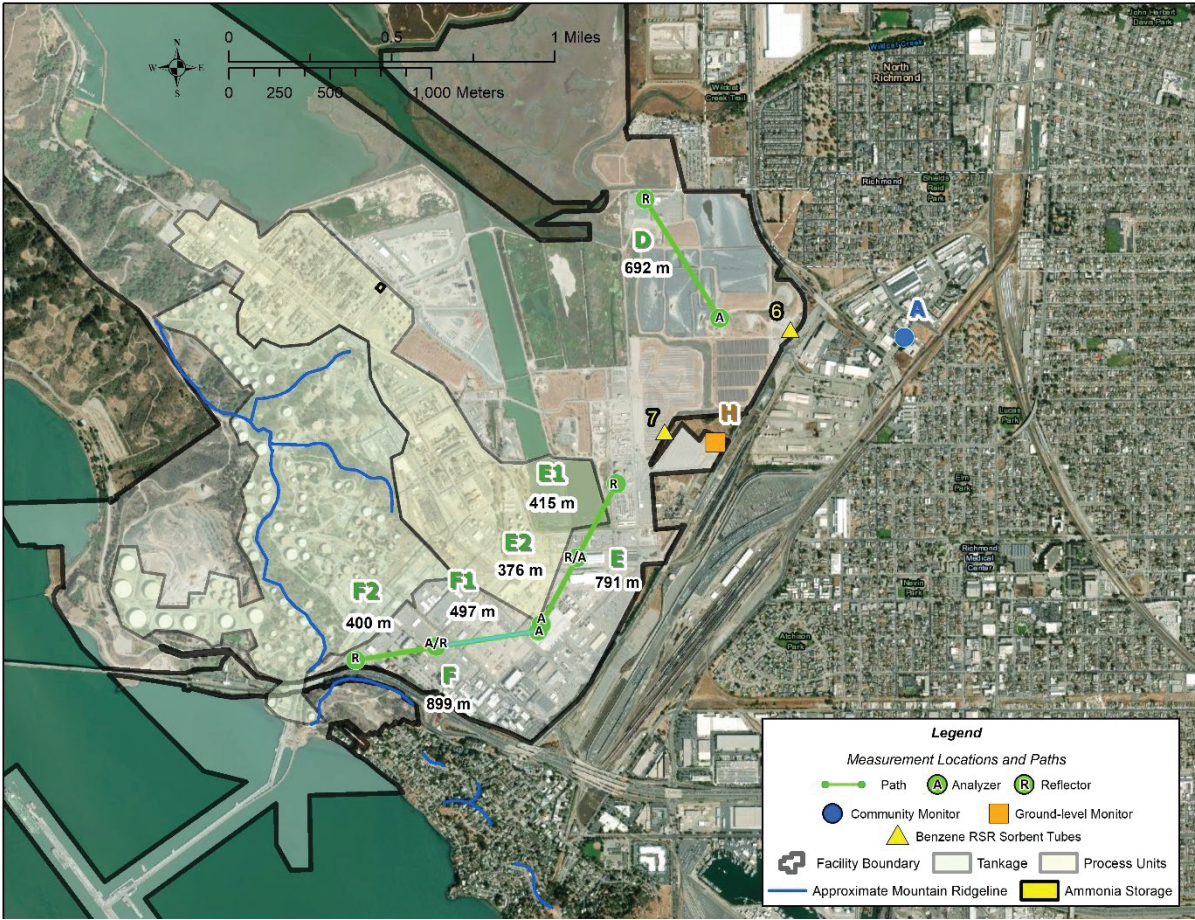 N
W E
S
0 0.5 1 Miles
0 250 500 1,000 Meters
John Herbert
Davis Park
Wildcat Creek
North
Richmond
Wildcat
Creek Trail
Richmond
Shields
Reid
Park
R
D
692 m
A
6
A
7
H
Lucas
Park
E1
415 m
R
Elm
Park
E2
376 m
R/A
E
791 m
Richmond
Medical
Center
Nevin
Park
F1
497 m
F2
400 m
A
A
A/R
R
F
899 m
Atchison
Park
Legend
Measurement Locations and Paths
Path A Analyzer R Reflector
Community Monitor Ground-level Monitor
Benzene RSR Sorbent Tubes
Facility Boundary Tankage Process Units
Approximate Mountain Ridgeline Ammonia Storage